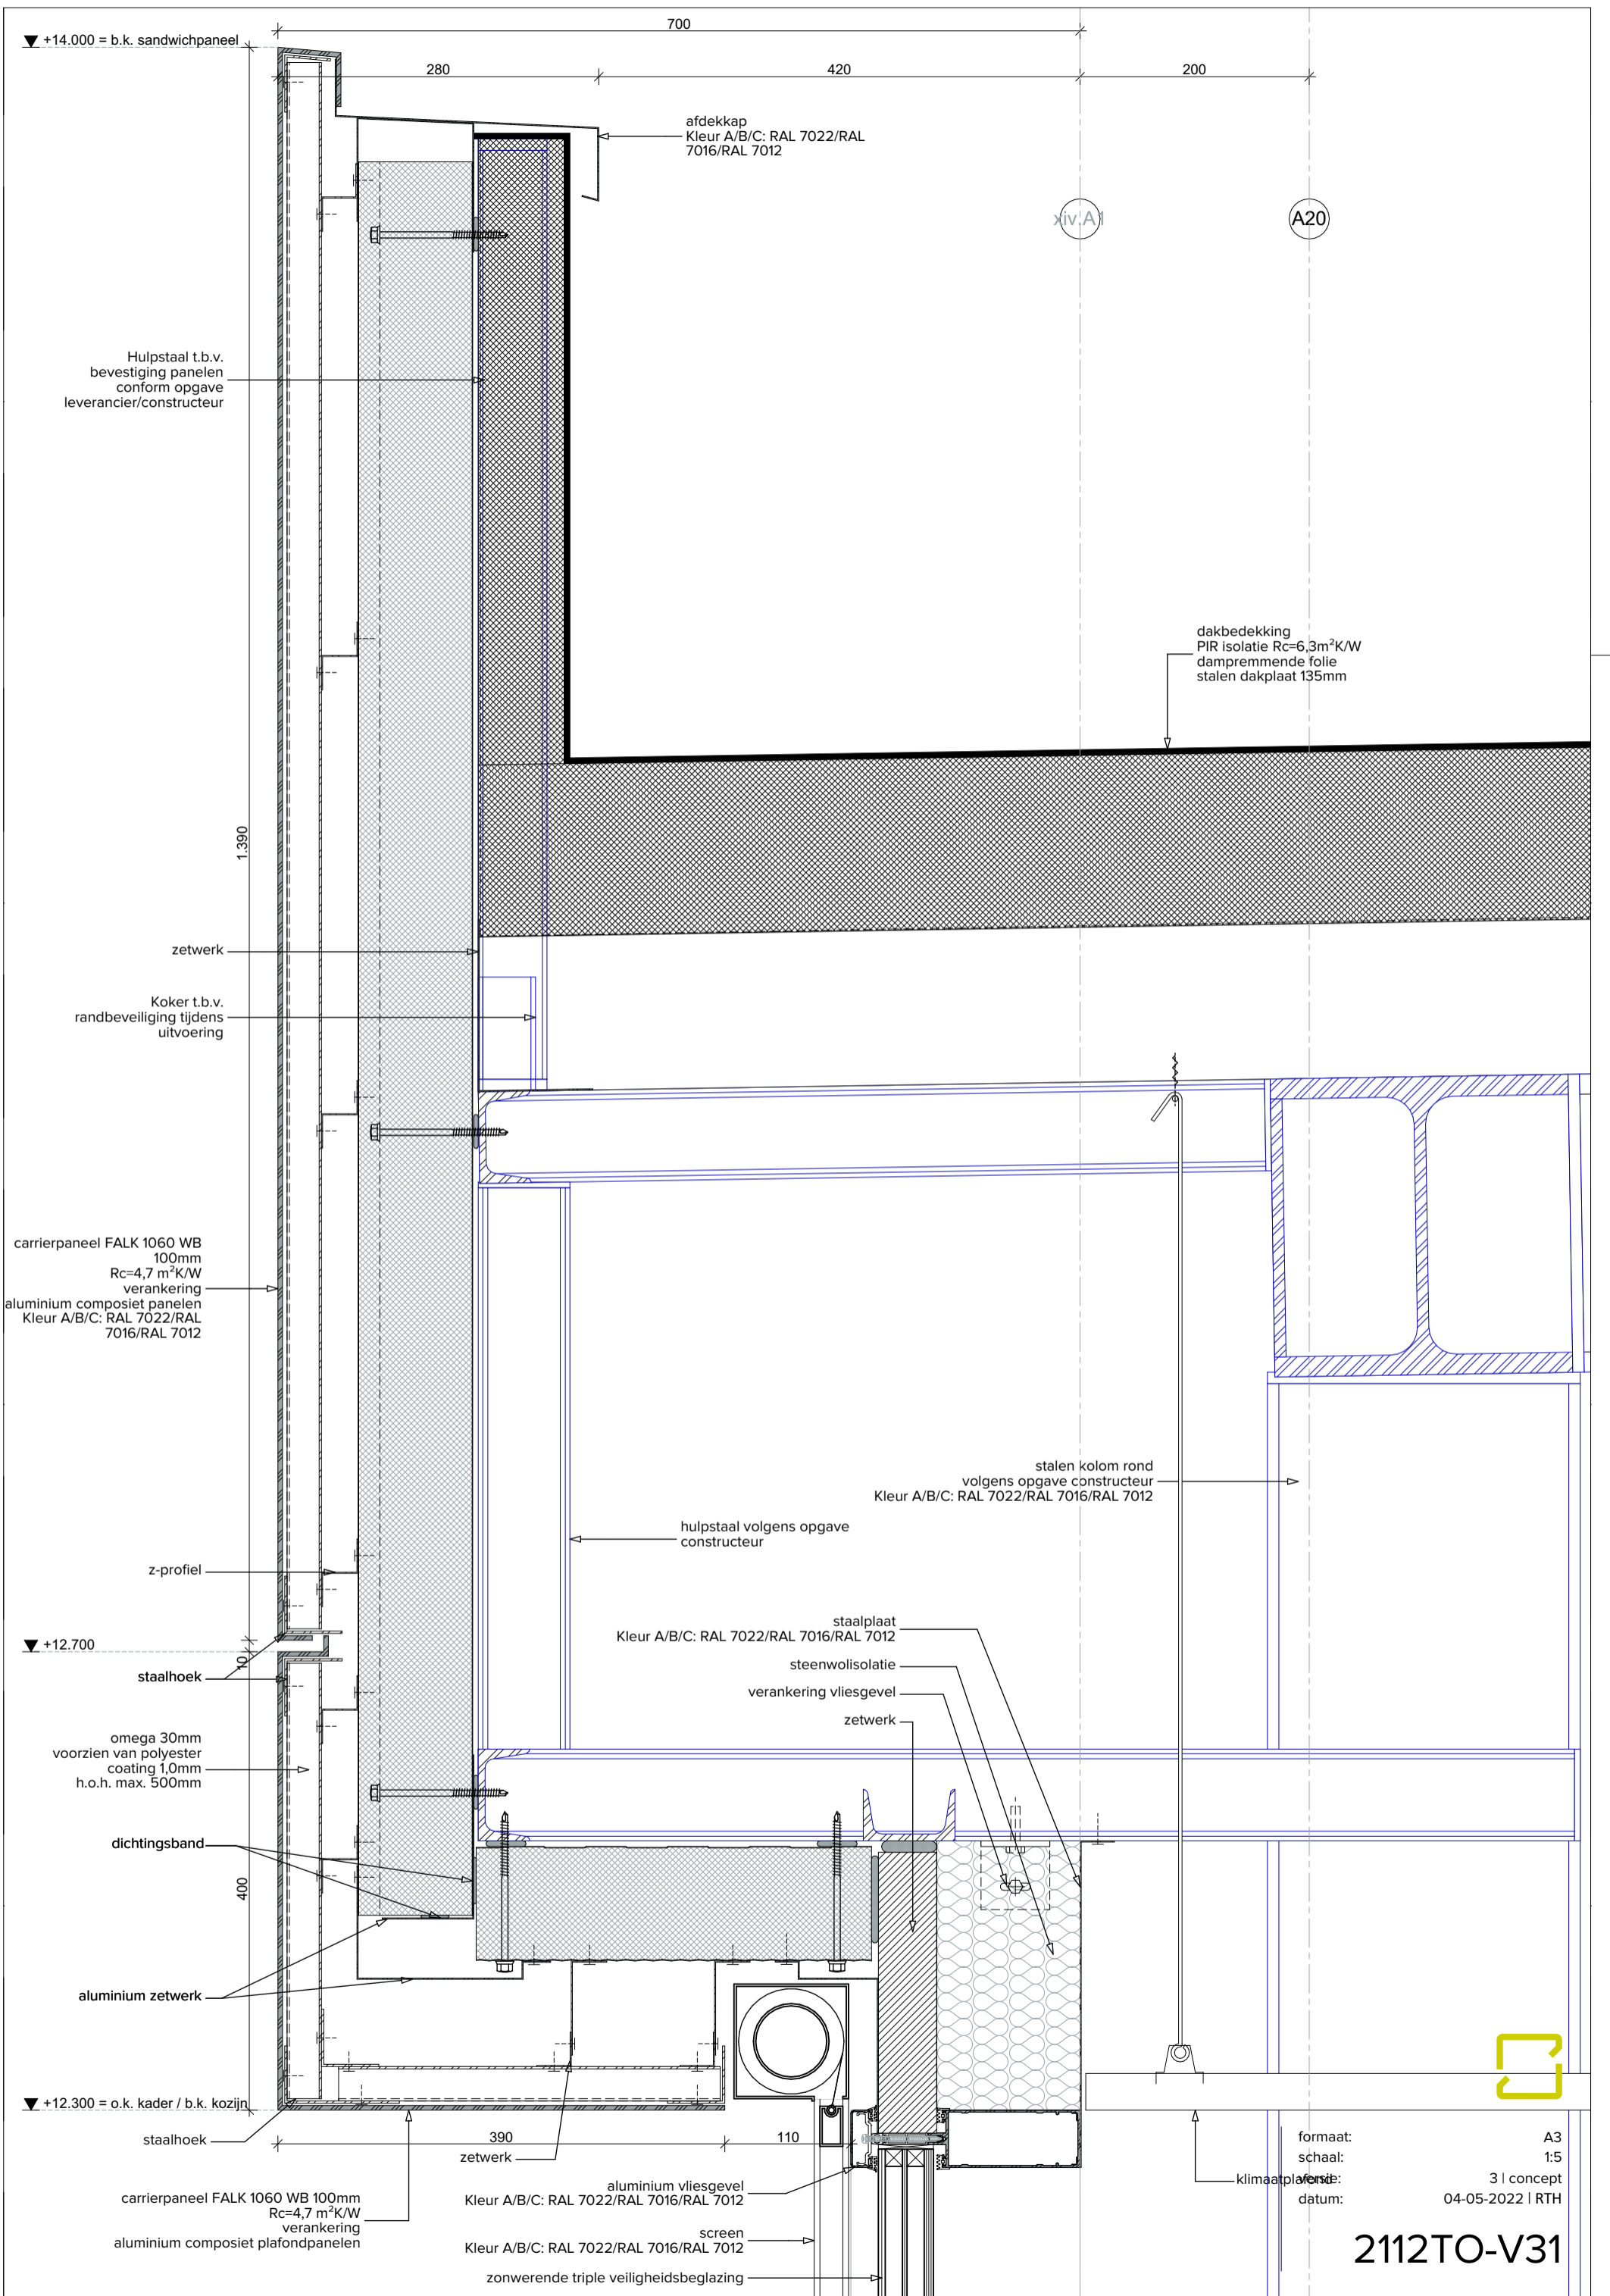 700
+14.000 = b.k. sandwichpaneel
280
420
200
afdekkap
Kleur A/B/C: RAL 7022/RAL
7016/RAL 7012
xiv.A1
A20
Hulpstaal t.b.v.
bevestiging panelen
conform opgave
leverancier/constructeur
dakbedekking
PIR isolatie Rc=6,3m²K/W
dampremmende folie
stalen dakplaat 135mm
1.390
zetwerk
Koker t.b.v.
randbeveiliging tijdens
uitvoering
carrierpaneel FALK 1060 WB
100mm
Rc=4,7 m²K/W
verankering
aluminium composiet panelen
Kleur A/B/C: RAL 7022/RAL
7016/RAL 7012
stalen kolom rond
volgens opgave constructeur
Kleur A/B/C: RAL 7022/RAL 7016/RAL 7012
hulpstaal volgens opgave
constructeur
z-profiel
staalplaat
Kleur A/B/C: RAL 7022/RAL 7016/RAL 7012
+12.700
10
steenwolisolatie
staalhoek
verankering vliesgevel
zetwerk
omega 30mm
voorzien van polyester
coating 1,0mm
h.o.h. max. 500mm
dichtingsband
400
aluminium zetwerk
+12.300 = o.k. kader / b.k. kozijn
staalhoek
390
110
zetwerk
klimaatplafond
carrierpaneel FALK 1060 WB 100mm
Rc=4,7 m²K/W
verankering
aluminium composiet plafondpanelen
aluminium vliesgevel
Kleur A/B/C: RAL 7022/RAL 7016/RAL 7012
screen
Kleur A/B/C: RAL 7022/RAL 7016/RAL 7012
zonwerende triple veiligheidsbeglazing
formaat: A3
schaal: 1:5
versie: 3 | concept
datum: 04-05-2022 | RTH
2112TO-V31